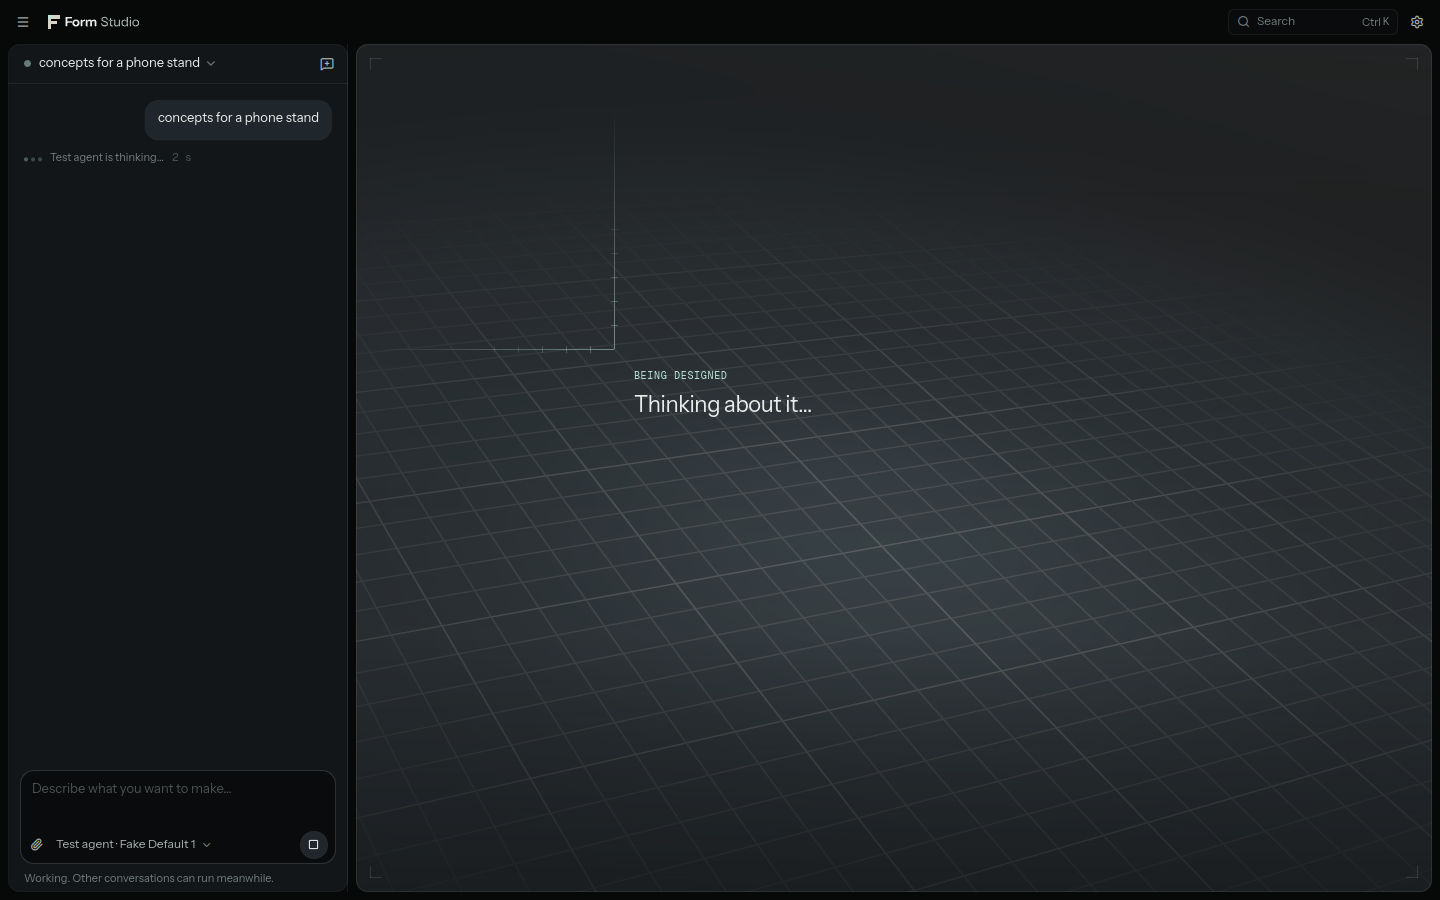 Form Studio
Search
Ctrl K
concepts for a phone stand
concepts for a phone stand
Test agent is thinking... 2 s
BEING DESIGNED
Thinking about it...
Describe what you want to make...
Test agent · Fake Default 1
Working. Other conversations can run meanwhile.